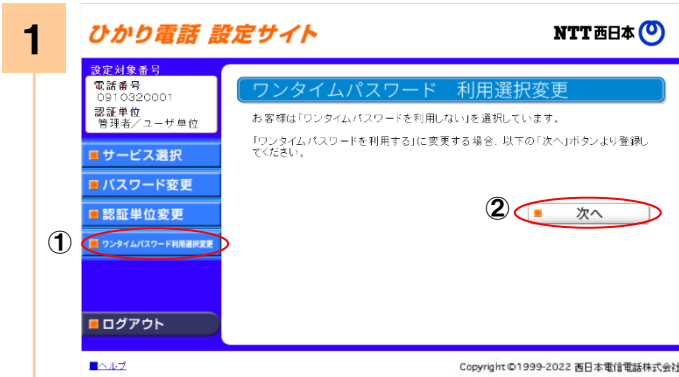 1
ひかり電話 設定サイト
NTT西日本
設定対象番号
電話番号
0910320001
認証単位
管理者／ユーザ単位
サービス選択
パスワード変更
認証単位変更
① ワンタイムパスワード利用選択変更
ログアウト
ワンタイムパスワード 利用選択変更
お客様は「ワンタイムパスワードを利用しない」を選択しています。
「ワンタイムパスワードを利用する」に変更する場合、以下の「次へ」ボタンより登録し
てください。
② 次へ
■ヘルプ
Copyright©1999-2022 西日本電信電話株式会社